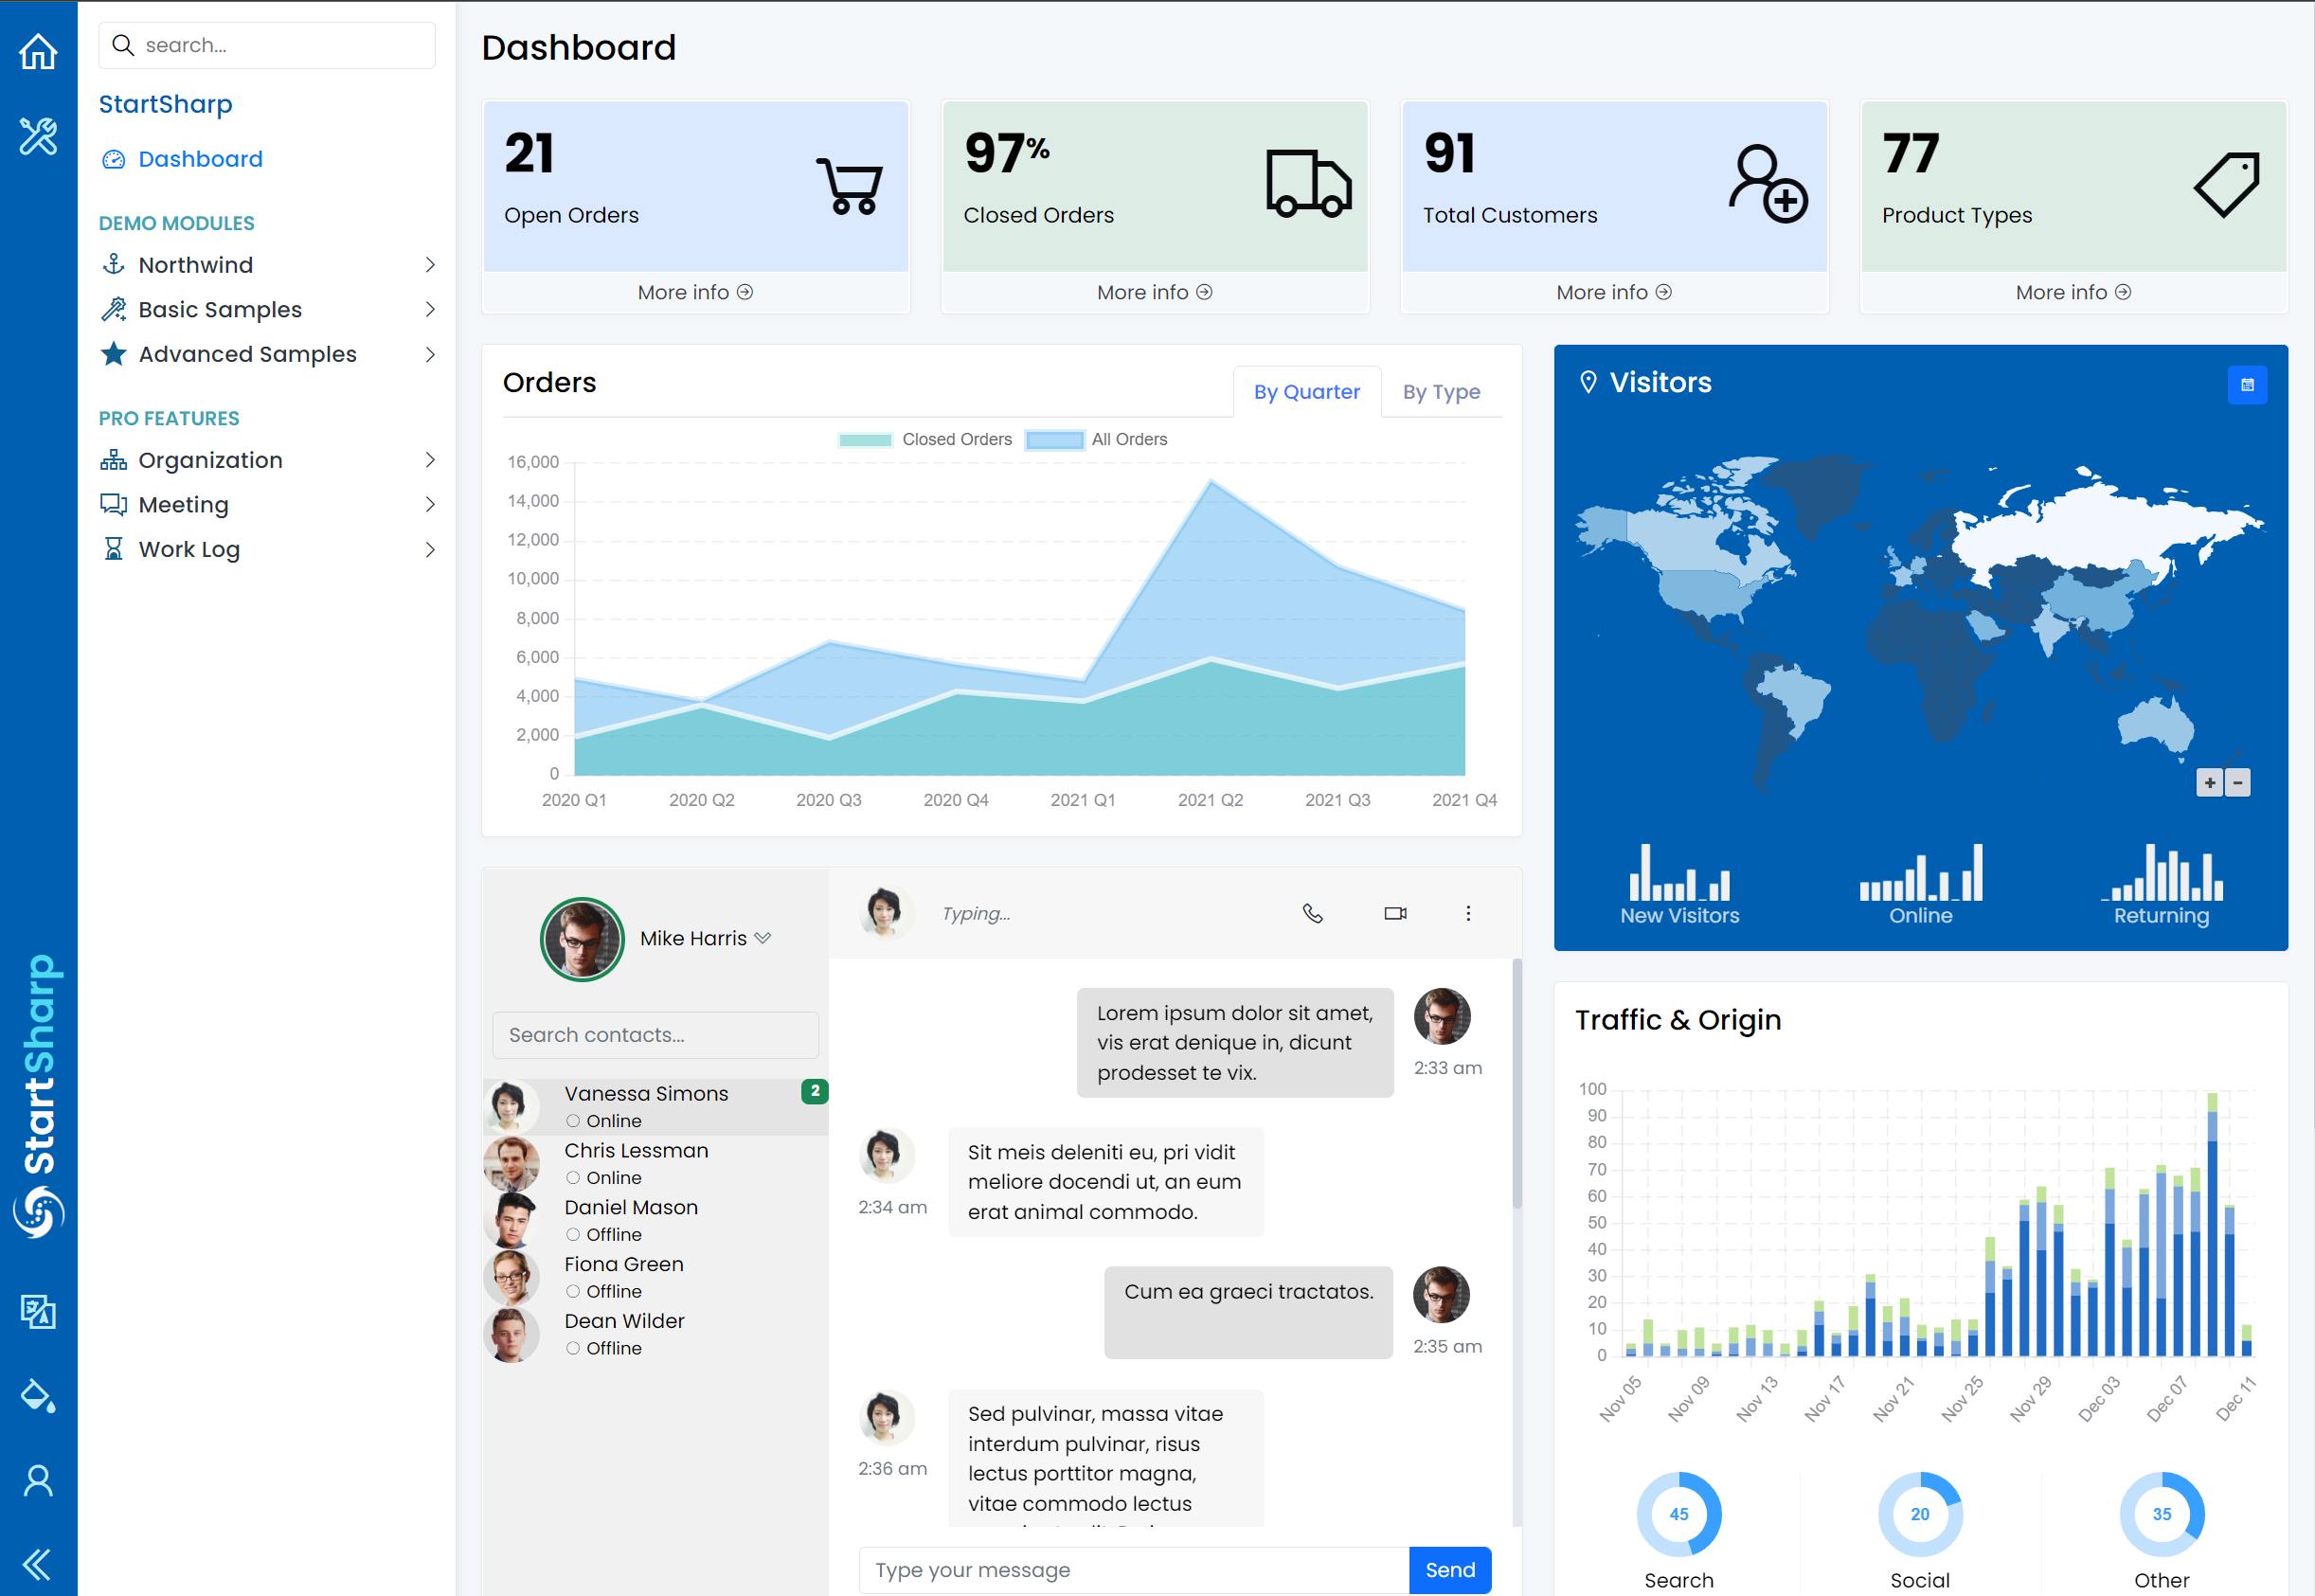 search...
StartSharp
Dashboard
DEMO MODULES
Northwind
Basic Samples
Advanced Samples
PRO FEATURES
Organization
Meeting
Work Log
StartSharp
Dashboard
21
Open Orders
More info
97%
Closed Orders
More info
91
Total Customers
More info
77
Product Types
More info
Orders
By Quarter
By Type
Closed Orders
All Orders
16,000
14,000
12,000
10,000
8,000
6,000
4,000
2,000
0
2020 Q1
2020 Q2
2020 Q3
2020 Q4
2021 Q1
2021 Q2
2021 Q3
2021 Q4
Visitors
+
-
New Visitors
Online
Returning
Mike Harris
Search contacts...
Vanessa Simons
2
Online
Chris Lessman
Online
Daniel Mason
Offline
Fiona Green
Offline
Dean Wilder
Offline
Typing...
Lorem ipsum dolor sit amet,
vis erat denique in, dicunt
prodesset te vix.
2:33 am
Sit meis deleniti eu, pri vidit
meliore docendi ut, an eum
erat animal commodo.
2:34 am
Cum ea graeci tractatos.
2:35 am
Sed pulvinar, massa vitae
interdum pulvinar, risus
lectus porttitor magna,
vitae commodo lectus
2:36 am
Type your message
Send
Traffic & Origin
100
90
80
70
60
50
40
30
20
10
0
Nov 05
Nov 09
Nov 13
Nov 17
Nov 21
Nov 25
Nov 29
Dec 03
Dec 07
Dec 11
45
Search
20
Social
35
Other